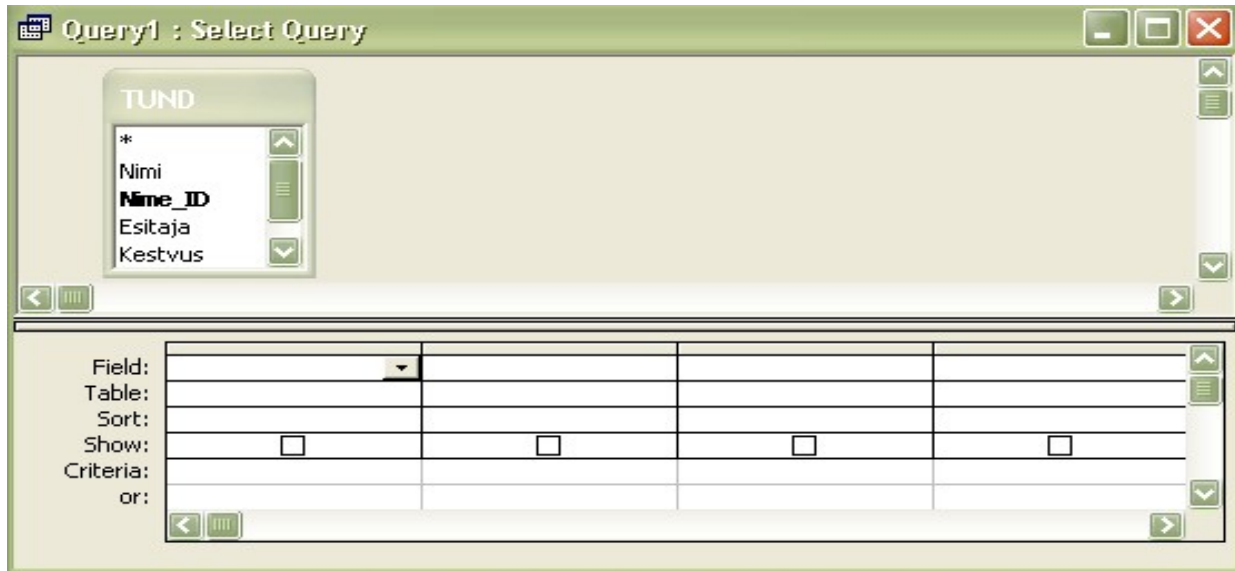 Query1 : Select Query
TUND
*
Nimi
Nime_ID
Esitaja
Kestvus
Field:
Table:
Sort:
Show:
Criteria:
or: